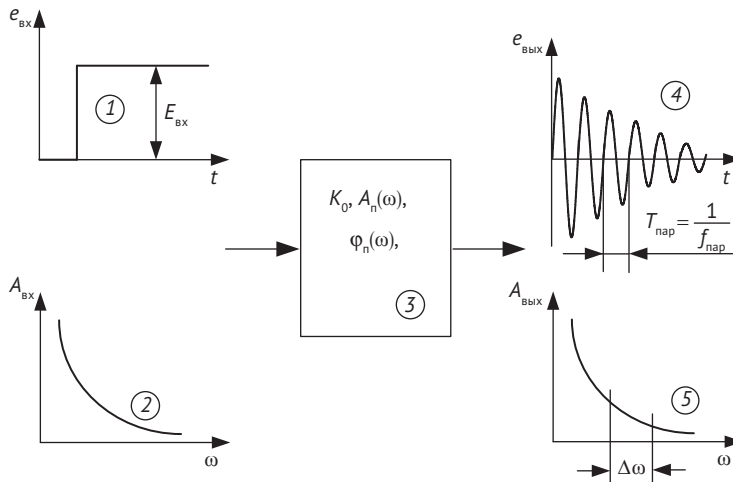 e_вх
1
E_вх
t
A_вх
2
ω
K_0, A_п(ω),
φ_п(ω),
3
e_вых
4
t
T_пар = 1/f_пар
A_вых
5
Δω
ω